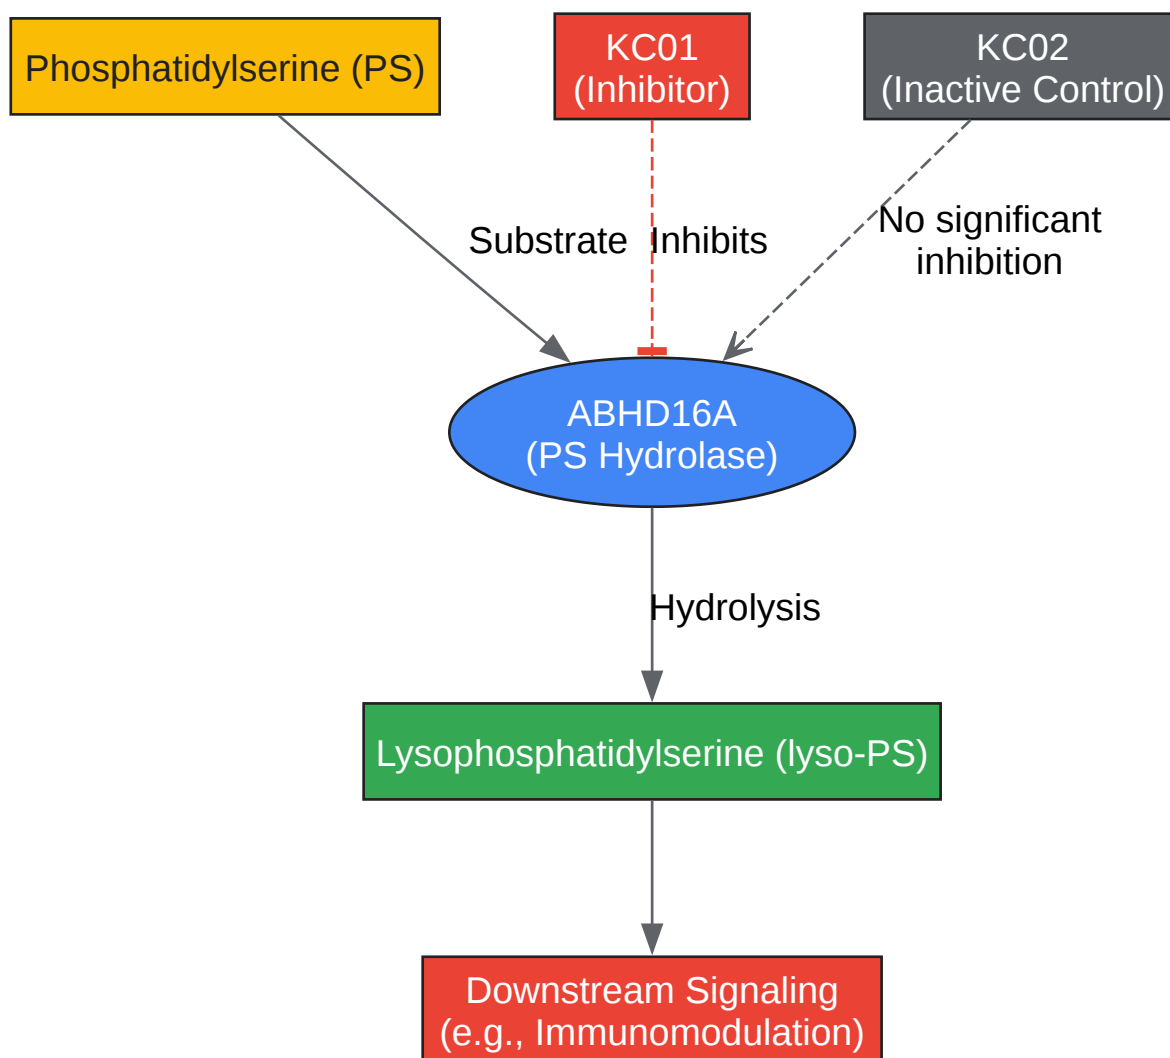 Phosphatidylserine (PS)
KC01
(Inhibitor)
KC02
(Inactive Control)
Substrate
Inhibits
No significant
inhibition
ABHD16A
(PS Hydrolase)
Hydrolysis
Lysophosphatidylserine (lyso-PS)
Downstream Signaling
(e.g., Immunomodulation)